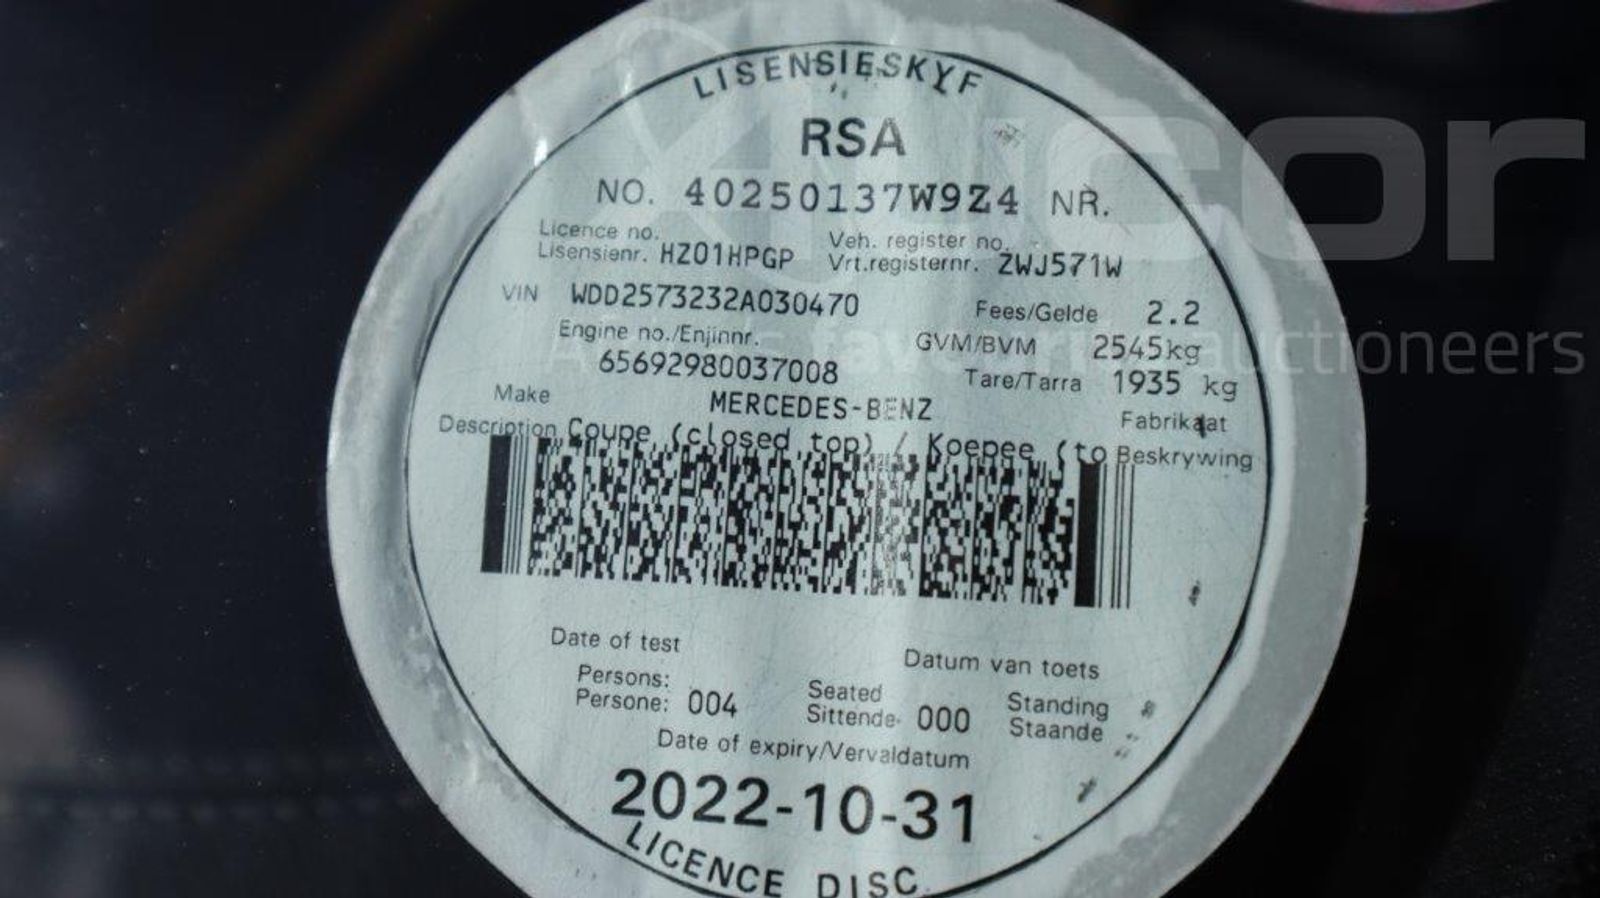 LISENSIESKYF
RSA
NO. 40250137W9Z4 NR.
Licence no. Veh. register no.
Lisensienr. HZ01HPGP Vrt.registernr. ZWJ571W
VIN WDD2573232A030470 Fees/Gelde 2.2
Engine no./Enjinnr. GVM/BVM 2545kg
65692980037008 Tare/Tarra 1935 kg
Make MERCEDES-BENZ Fabrikaat
Description Coupe (closed top) / Koepee (to Beskrywing
Date of test Datum van toets
Persons: Seated Standing
Persone: 004 Sittende 000 Staande
Date of expiry/Vervaldatum
2022-10-31
LICENCE DISC
cor
auctioneers